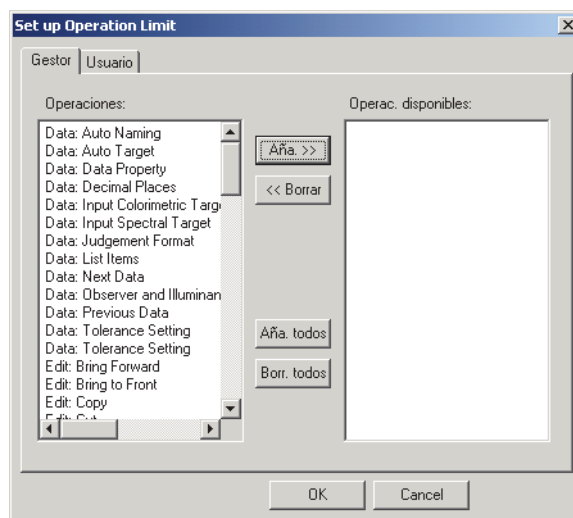 Set up Operation Limit
Gestor
Usuario
Operaciones:
Operac. disponibles:
Data: Auto Naming
Data: Auto Target
Data: Data Property
Data: Decimal Places
Data: Input Colorimetric Targ
Data: Input Spectral Target
Data: Judgement Format
Data: List Items
Data: Next Data
Data: Observer and Illuminan
Data: Previous Data
Data: Tolerance Setting
Data: Tolerance Setting
Edit: Bring Forward
Edit: Bring to Front
Edit: Copy
Edit: Cut
Aña. >>
<< Borrar
Aña. todos
Borr. todos
OK
Cancel